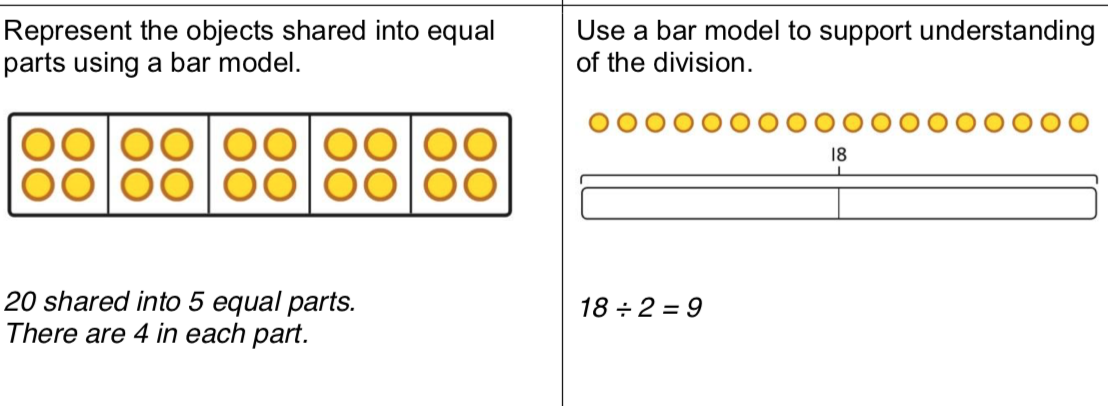 Represent the objects shared into equal
parts using a bar model.
20 shared into 5 equal parts.
There are 4 in each part.
Use a bar model to support understanding
of the division.
18
18 ÷ 2 = 9